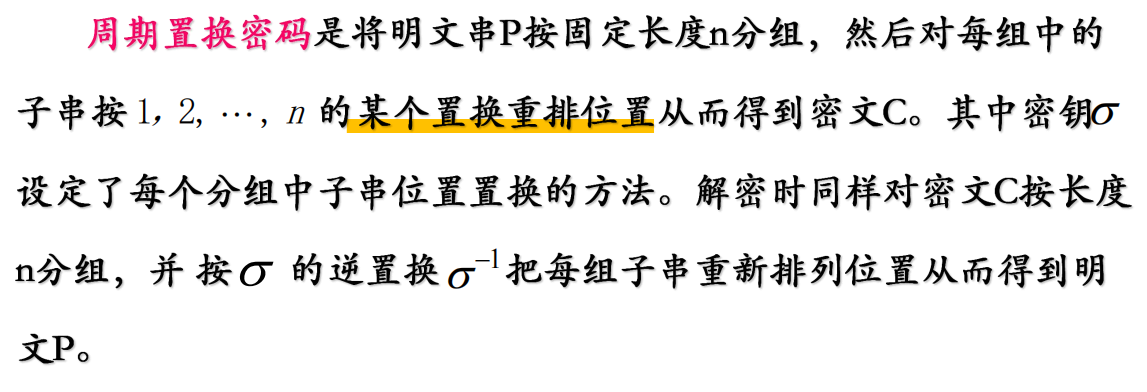 周期置换密码是将明文串P按固定长度n分组，然后对每组中的
子串按 1，2, ⋯, n 的某个置换重排位置从而得到密文C。其中密钥σ
设定了每个分组中子串位置置换的方法。解密时同样对密文C按长度
n分组，并按σ 的逆置换σ⁻¹把每组子串重新排列位置从而得到明
文P。